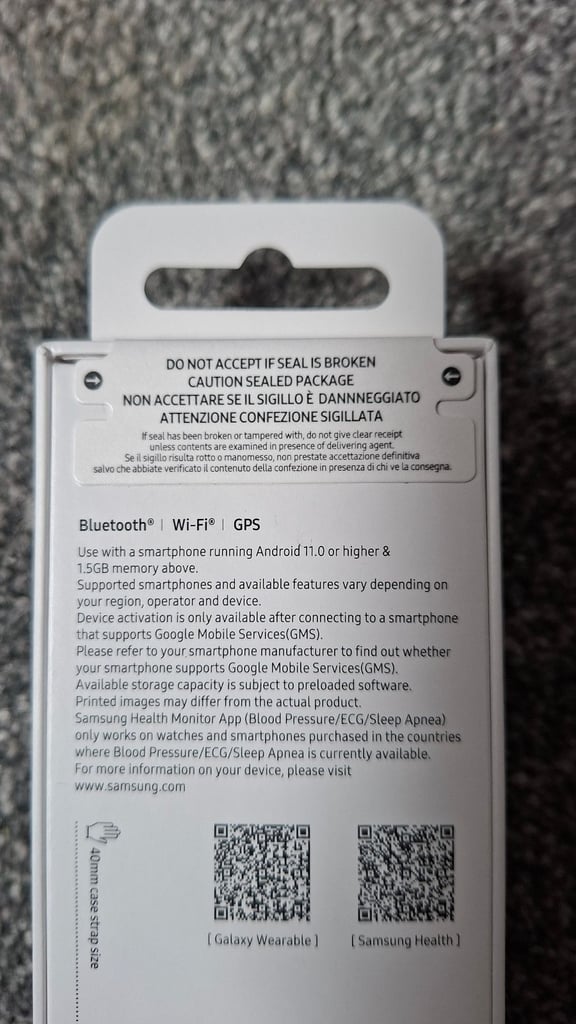 DO NOT ACCEPT IF SEAL IS BROKEN
CAUTION SEALED PACKAGE
NON ACCETTARE SE IL SIGILLO È DANNNEGGIATO
ATTENZIONE CONFEZIONE SIGILLATA
If seal has been broken or tampered with, do not give clear receipt
unless contents are examined in presence of delivering agent.
Se il sigillo risulta rotto o manomesso, non prestate accettazione definitiva
salvo che abbiate verificato il contenuto della confezione in presenza di chi ve la consegna.
Bluetooth® | Wi-Fi® | GPS
Use with a smartphone running Android 11.0 or higher &
1.5GB memory above.
Supported smartphones and available features vary depending on
your region, operator and device.
Device activation is only available after connecting to a smartphone
that supports Google Mobile Services(GMS).
Please refer to your smartphone manufacturer to find out whether
your smartphone supports Google Mobile Services(GMS).
Available storage capacity is subject to preloaded software.
Printed images may differ from the actual product.
Samsung Health Monitor App (Blood Pressure/ECG/Sleep Apnea)
only works on watches and smartphones purchased in the countries
where Blood Pressure/ECG/Sleep Apnea is currently available.
For more information on your device, please visit
www.samsung.com
40mm case strap size
[ Galaxy Wearable ] [ Samsung Health ]